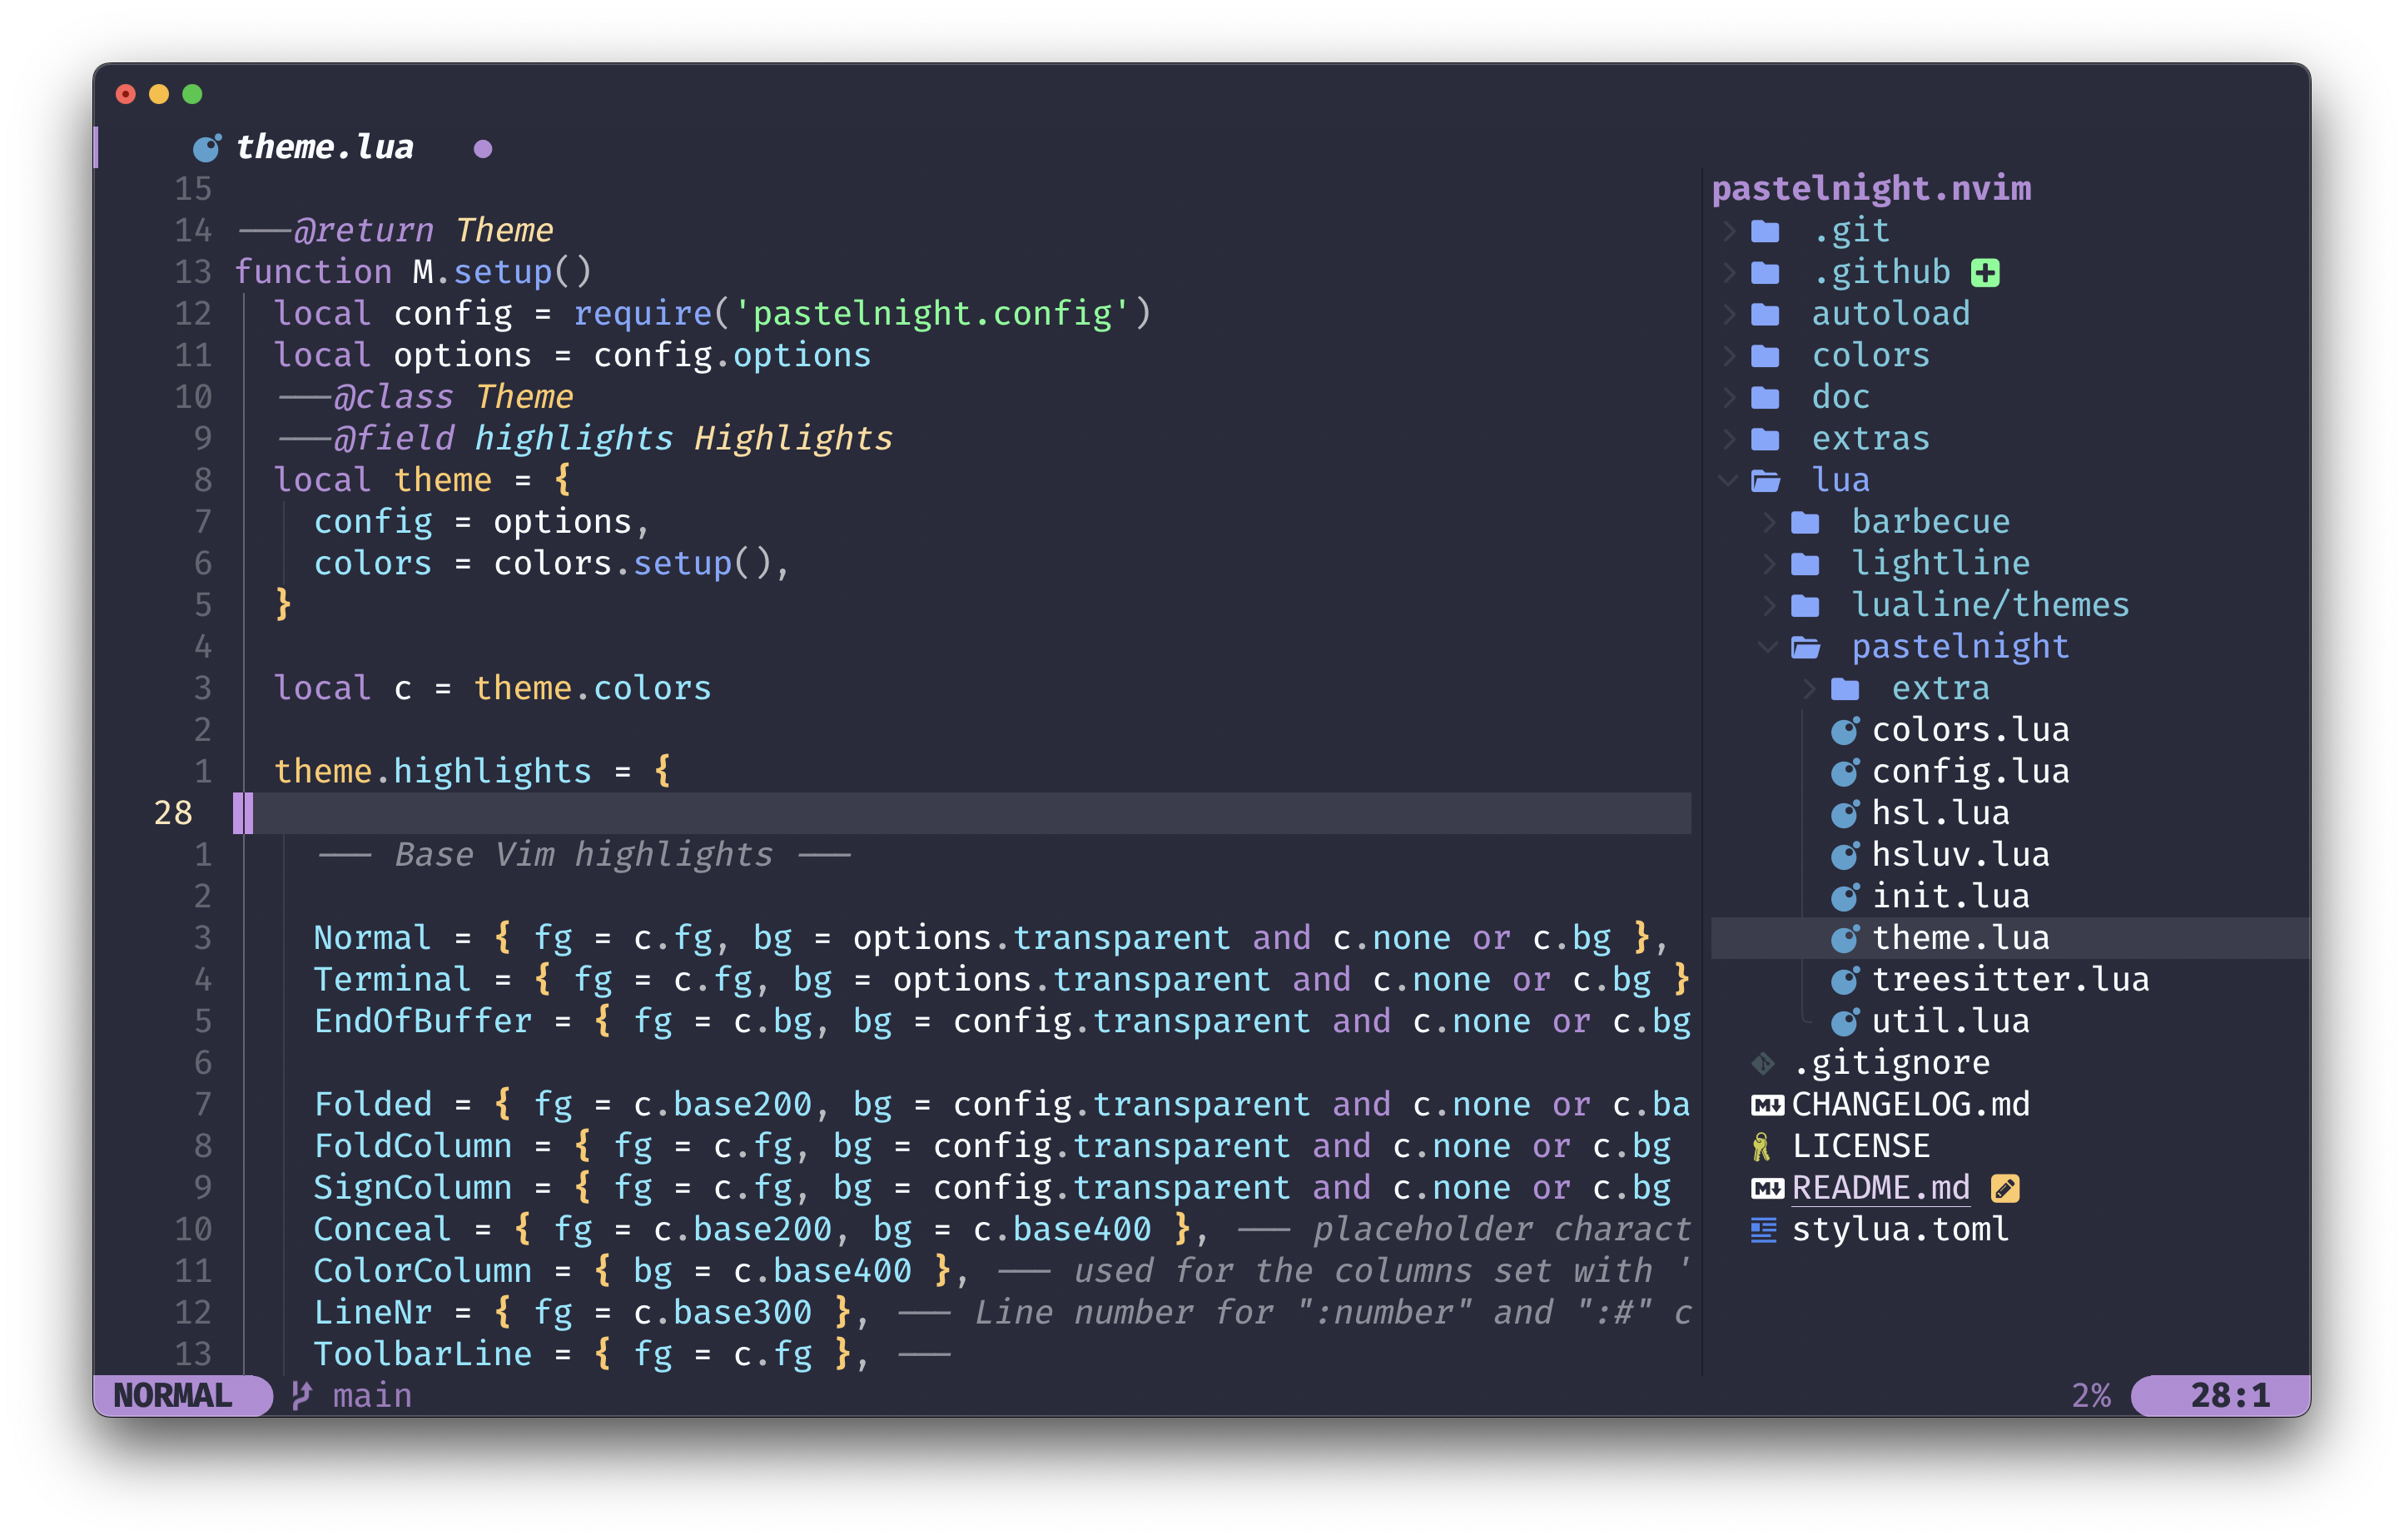 theme.lua
15
14 ---@return Theme
13 function M.setup()
12   local config = require('pastelnight.config')
11   local options = config.options
10   ---@class Theme
9   ---@field highlights Highlights
8   local theme = {
7     config = options,
6     colors = colors.setup(),
5   }
4
3   local c = theme.colors
2
1   theme.highlights = {
28
1     --- Base Vim highlights ---
2
3     Normal = { fg = c.fg, bg = options.transparent and c.none or c.bg },
4     Terminal = { fg = c.fg, bg = options.transparent and c.none or c.bg }
5     EndOfBuffer = { fg = c.bg, bg = config.transparent and c.none or c.bg
6
7     Folded = { fg = c.base200, bg = config.transparent and c.none or c.ba
8     FoldColumn = { fg = c.fg, bg = config.transparent and c.none or c.bg
9     SignColumn = { fg = c.fg, bg = config.transparent and c.none or c.bg
10     Conceal = { fg = c.base200, bg = c.base400 }, --- placeholder charact
11     ColorColumn = { bg = c.base400 }, --- used for the columns set with '
12     LineNr = { fg = c.base300 }, --- Line number for ":number" and ":#" c
13     ToolbarLine = { fg = c.fg }, ---
pastelnight.nvim
.git
.github
autoload
colors
doc
extras
lua
barbecue
lightline
lualine/themes
pastelnight
extra
colors.lua
config.lua
hsl.lua
hsluv.lua
init.lua
theme.lua
treesitter.lua
util.lua
.gitignore
CHANGELOG.md
LICENSE
README.md
stylua.toml
NORMAL main 2% 28:1